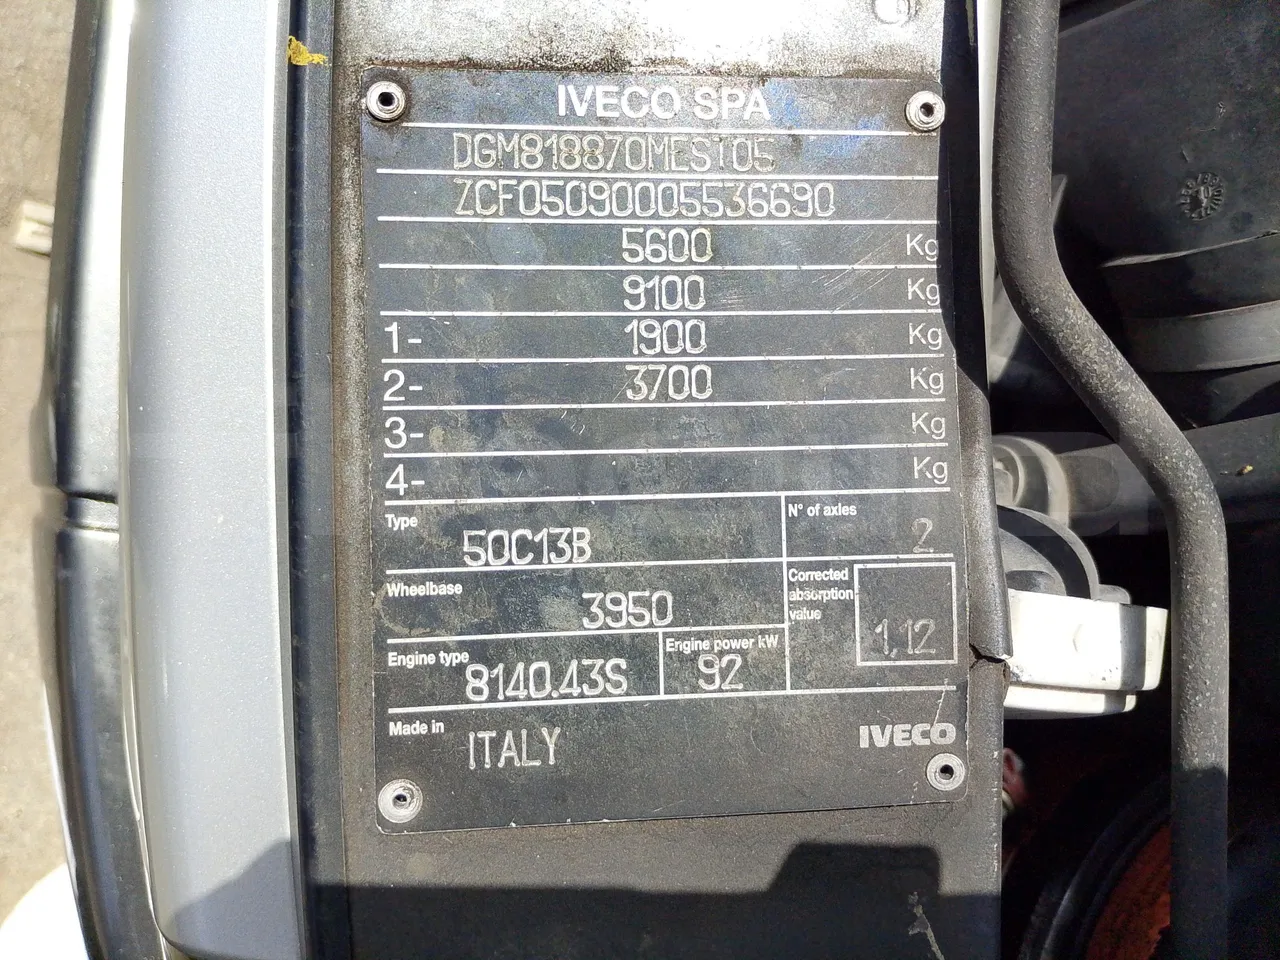 IVECO SPA
DGM818870MEST05
ZCF05090005536690
5600 Kg
9100 Kg
1- 1900 Kg
2- 3700 Kg
3- Kg
4- Kg
Type 50C13B N° of axles 2
Wheelbase 3950 Corrected absorption value 1,12
Engine type 8140.43S Engine power kW 92
Made in ITALY IVECO